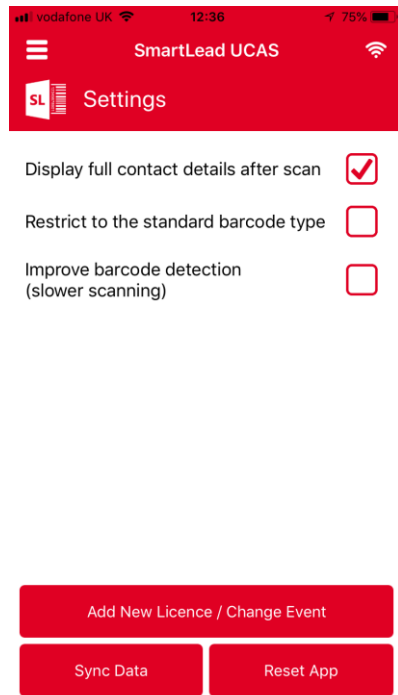 vodafone UK 12:36 75%
SmartLead UCAS
SL Settings
Display full contact details after scan
Restrict to the standard barcode type
Improve barcode detection
(slower scanning)
Add New Licence / Change Event
Sync Data Reset App